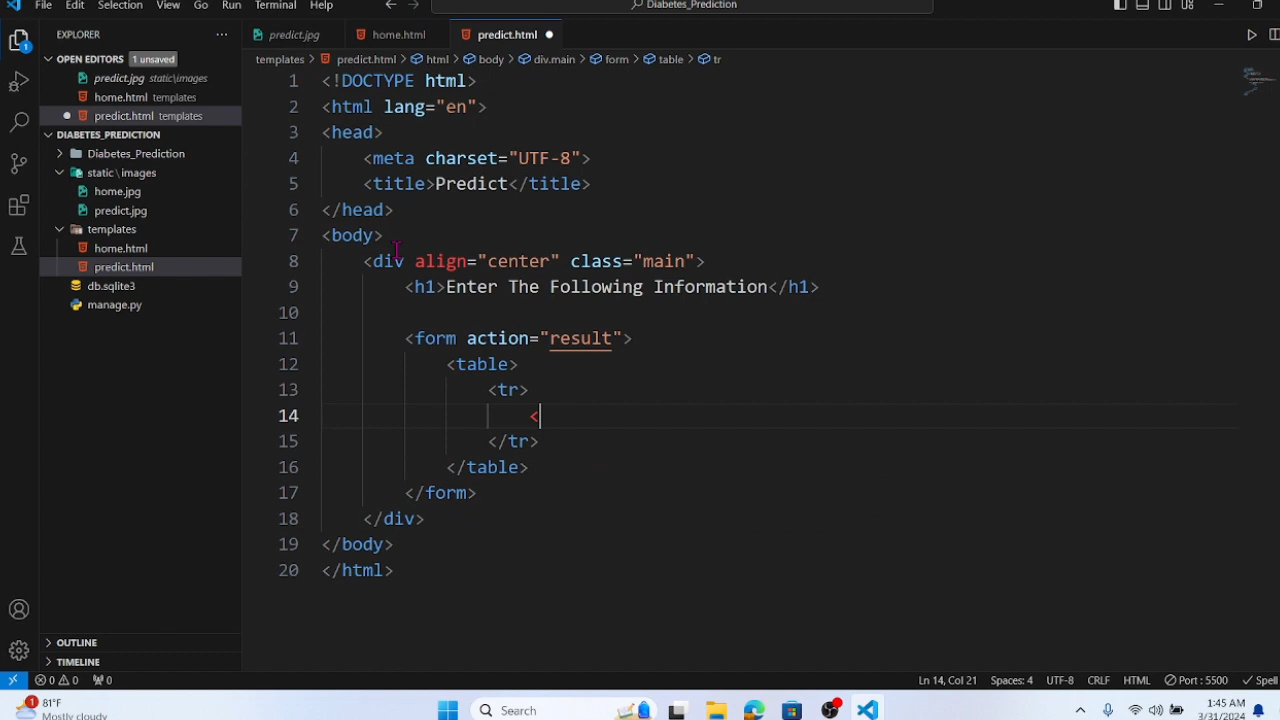 File Edit Selection View Go Run Terminal Help Diabetes_Prediction
EXPLORER
predict.jpg home.html predict.html
OPEN EDITORS 1 unsaved
templates > predict.html > html > body > div.main > form > table > tr
predict.jpg static\images
home.html templates
predict.html templates
DIABETES_PREDICTION
Diabetes_Prediction
static\images
home.jpg
predict.jpg
templates
home.html
predict.html
db.sqlite3
manage.py
OUTLINE
TIMELINE
1 <!DOCTYPE html>
2 <html lang="en">
3 <head>
4 <meta charset="UTF-8">
5 <title>Predict</title>
6 </head>
7 <body>
8 <div align="center" class="main">
9 <h1>Enter The Following Information</h1>
10
11 <form action="result">
12 <table>
13 <tr>
14 <
15 </tr>
16 </table>
17 </form>
18 </div>
19 </body>
20 </html>
0 0 0 Ln 14, Col 21 Spaces: 4 UTF-8 CRLF HTML Port : 5500
81°F
Mostly cloudy
Search
1:45 AM
3/31/2024